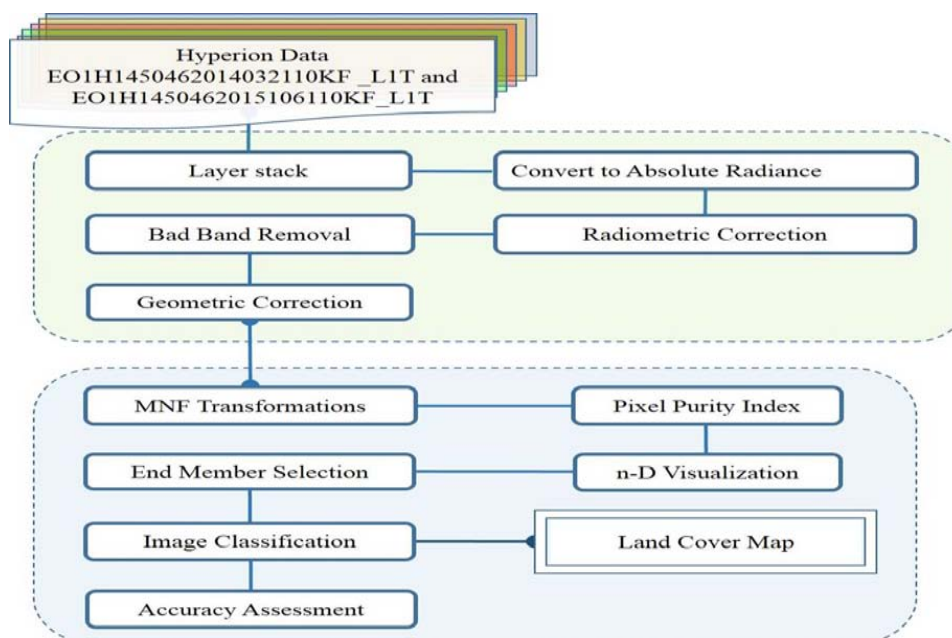 Hyperion Data
EO1H1450462014032110KF _L1T and
EO1H1450462015106110KF_L1T
Layer stack
Convert to Absolute Radiance
Bad Band Removal
Radiometric Correction
Geometric Correction
MNF Transformations
Pixel Purity Index
End Member Selection
n-D Visualization
Image Classification
Land Cover Map
Accuracy Assessment